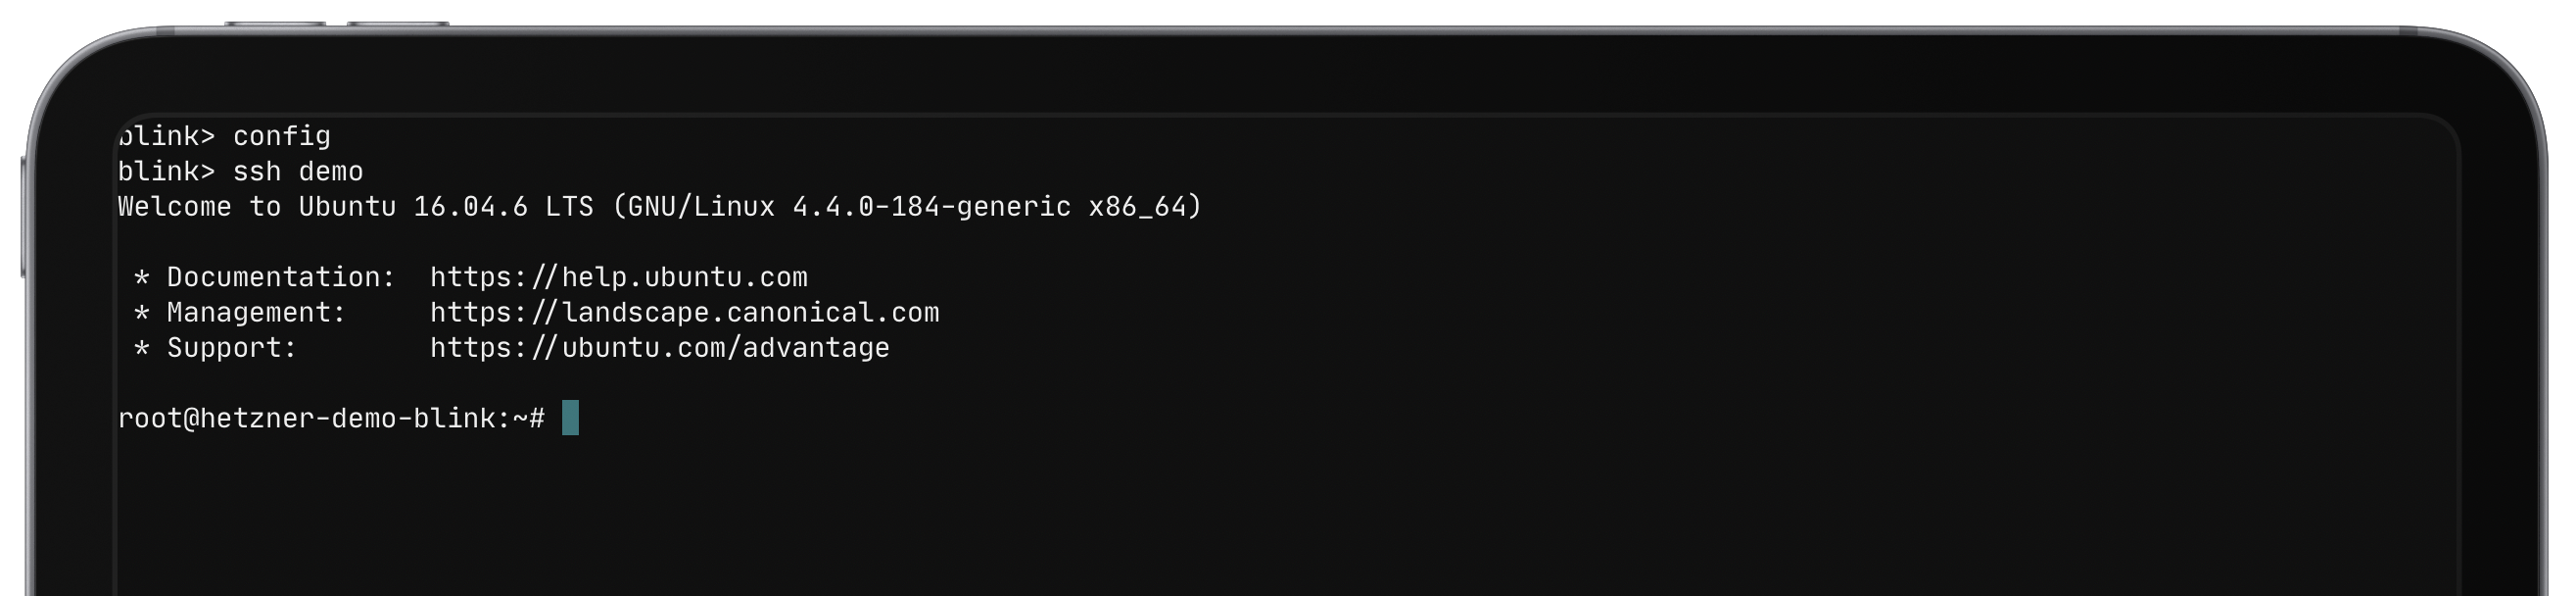 blink> config
blink> ssh demo
Welcome to Ubuntu 16.04.6 LTS (GNU/Linux 4.4.0-184-generic x86_64)
 * Documentation:  https://help.ubuntu.com
 * Management:     https://landscape.canonical.com
 * Support:        https://ubuntu.com/advantage
root@hetzner-demo-blink:~#